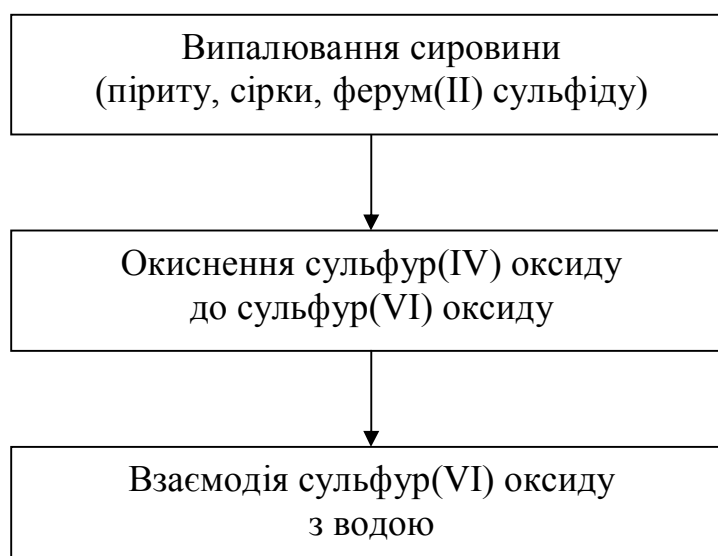 Випалювання сировини
(піриту, сірки, ферум(ІІ) сульфіду)
Окиснення сульфур(IV) оксиду
до сульфур(VI) оксиду
Взаємодія сульфур(VI) оксиду
з водою